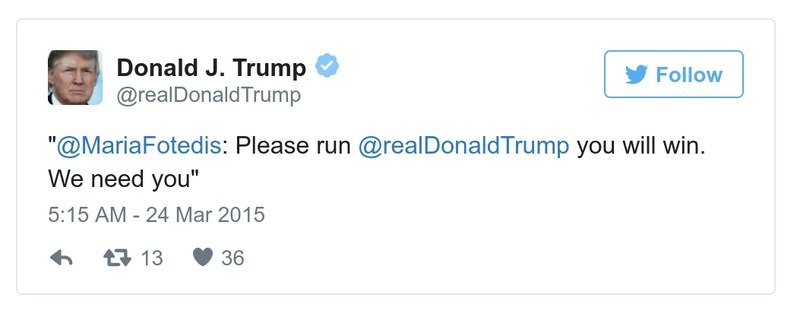 Donald J. Trump
Follow
@realDonaldTrump
"@MariaFotedis: Please run @realDonaldTrump you will win.
We need you"
5:15 AM - 24 Mar 2015
13 36